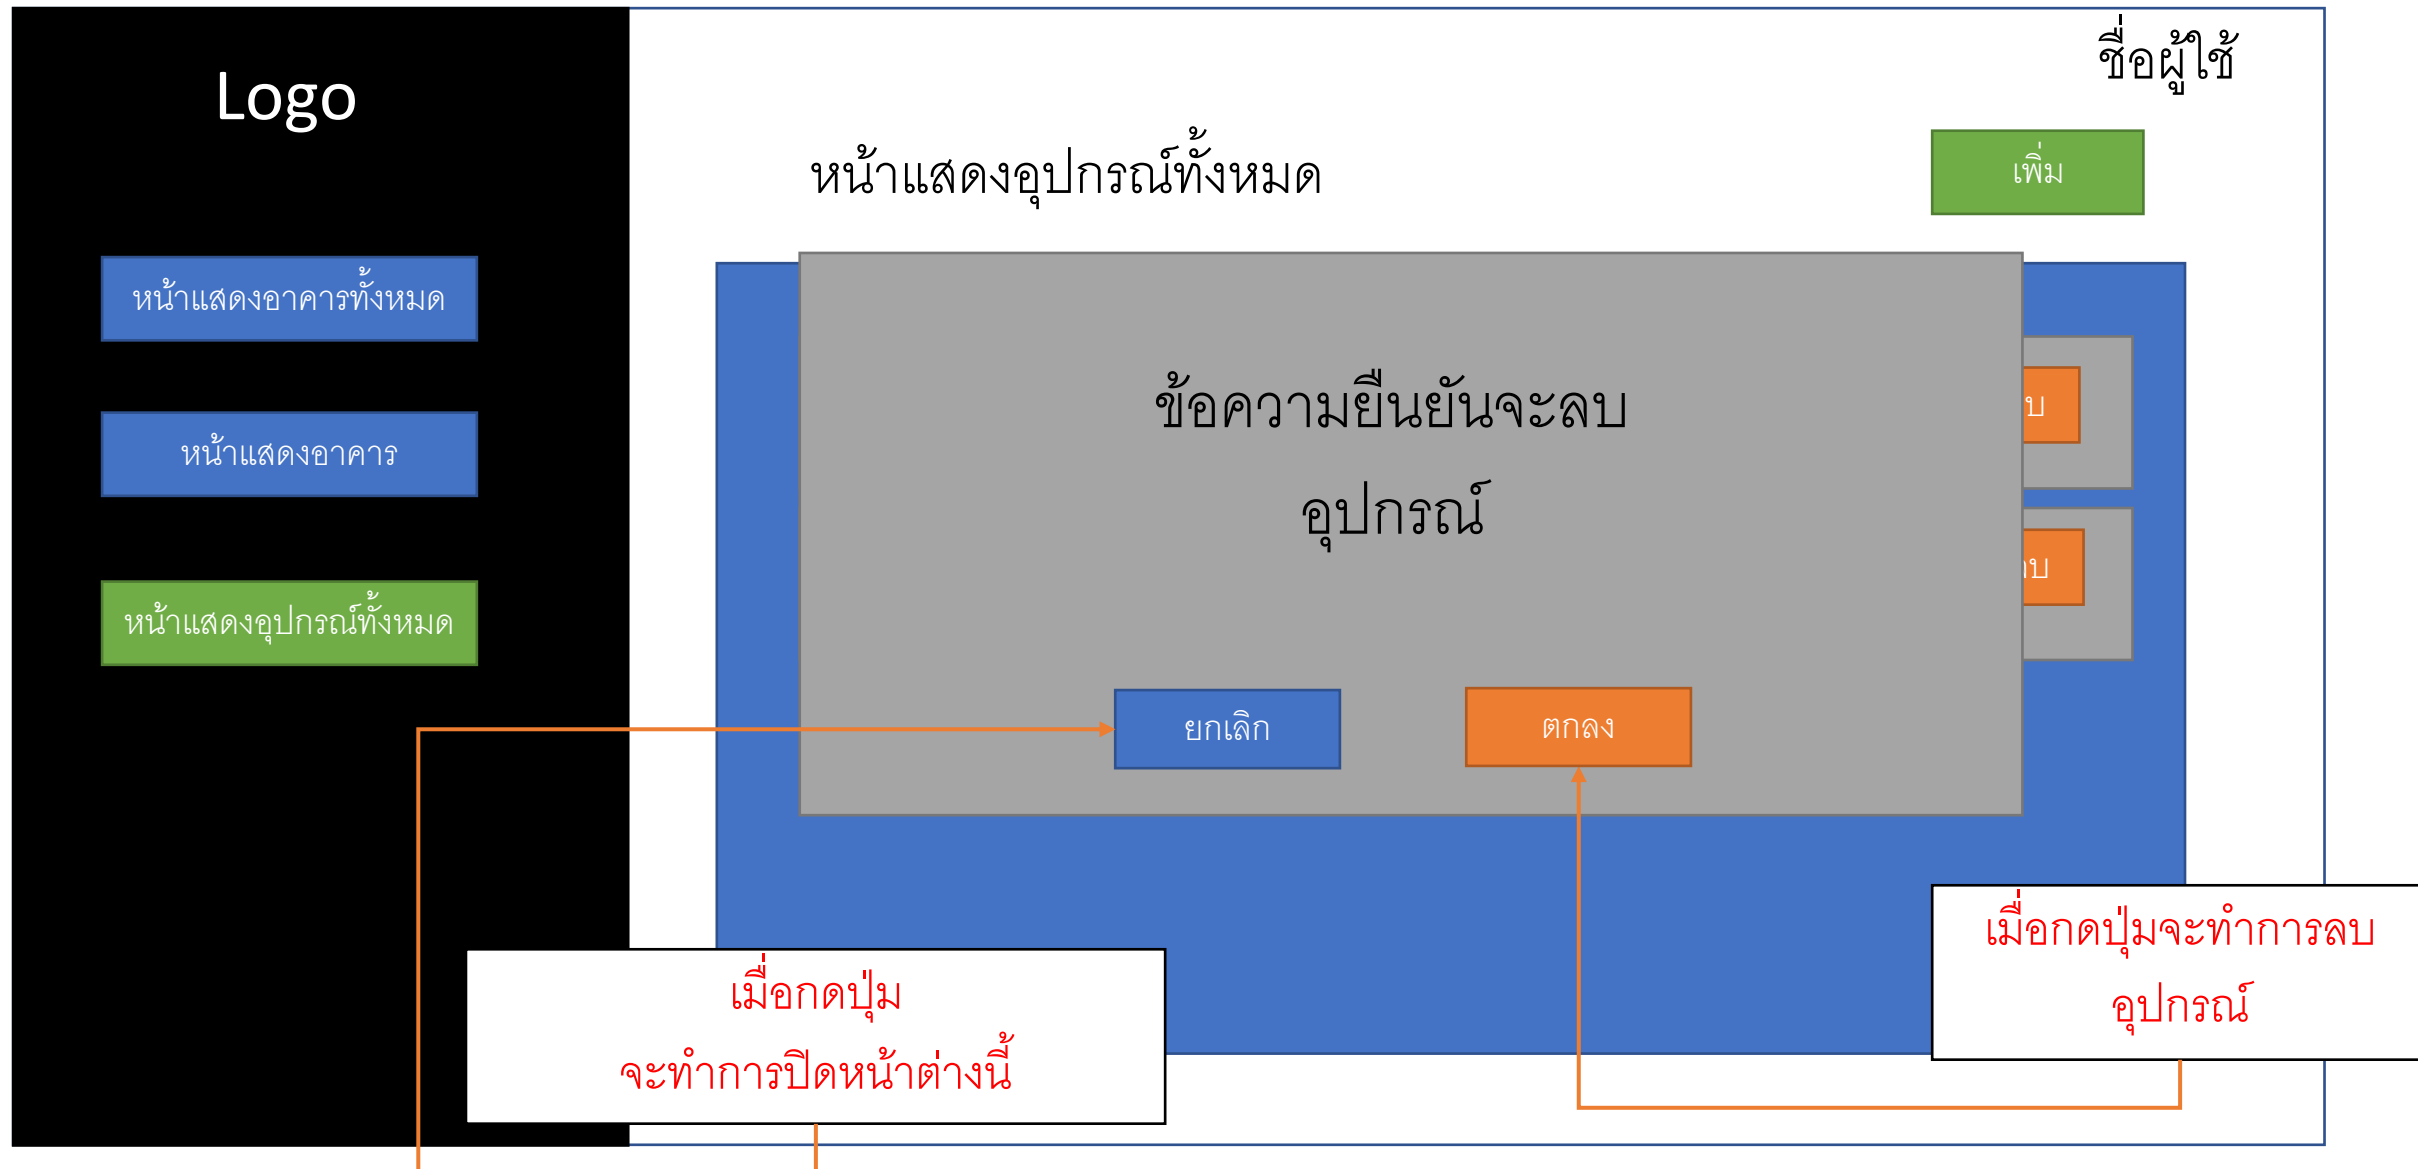 Logo
ชื่อผู้ใช้
หน้าแสดงอุปกรณ์ทั้งหมด
เพิ่ม
หน้าแสดงอาคารทั้งหมด
หน้าแสดงอาคาร
หน้าแสดงอุปกรณ์ทั้งหมด
ข้อความยืนยันจะลบ
อุปกรณ์
ยกเลิก
ตกลง
เมื่อกดปุ่ม
จะทำการปิดหน้าต่างนี้
เมื่อกดปุ่มจะทำการลบ
อุปกรณ์